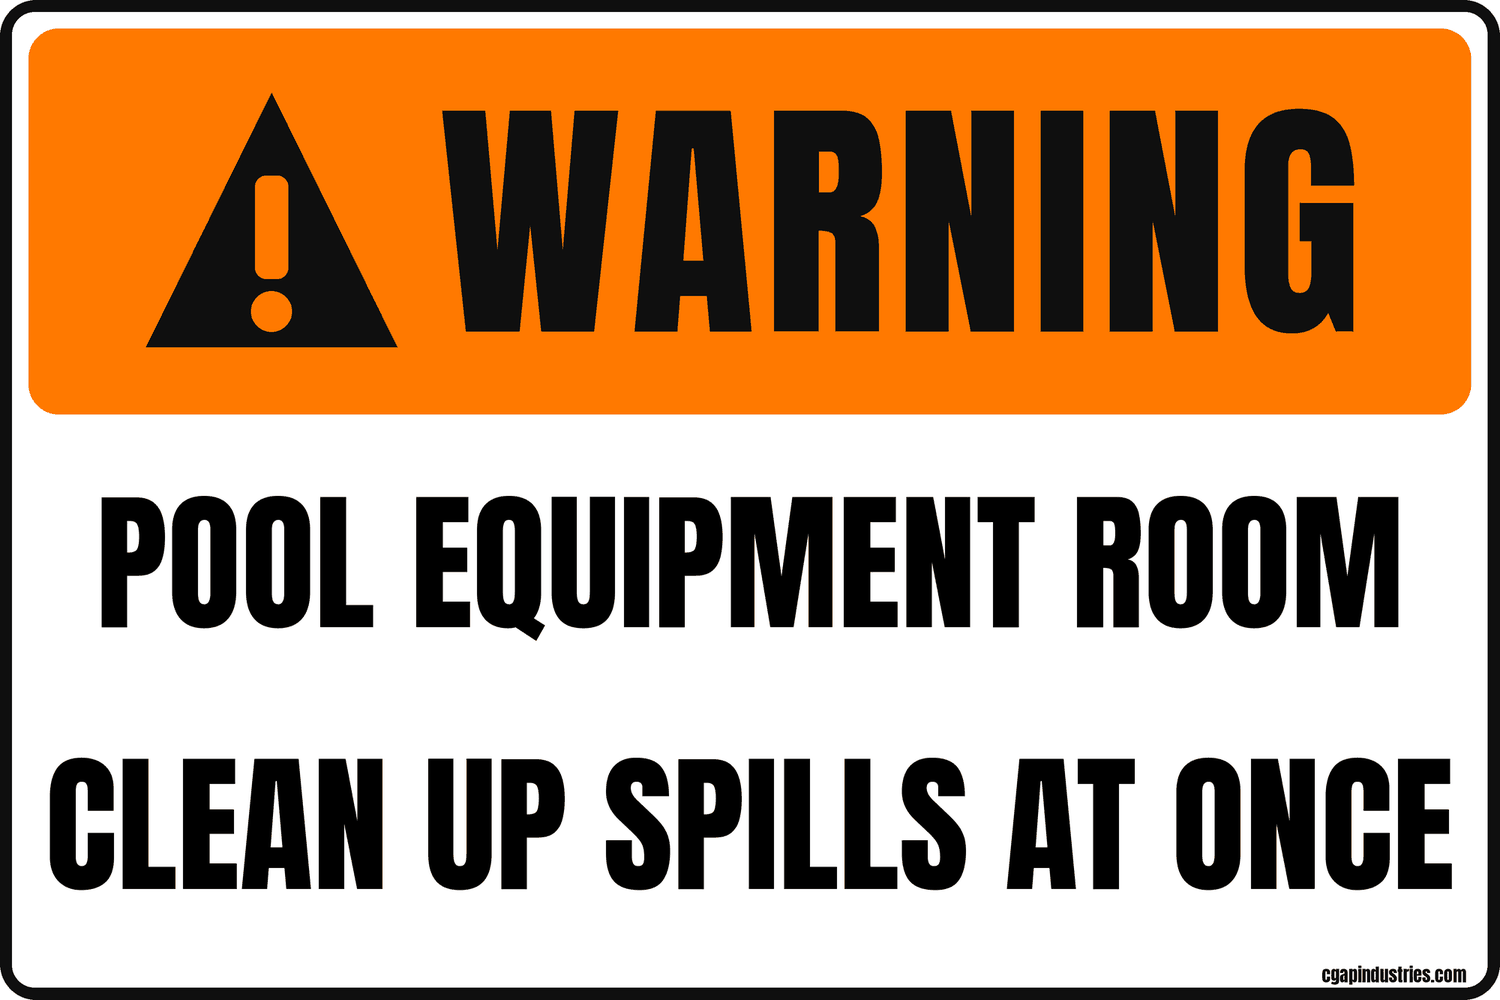 WARNING
POOL EQUIPMENT ROOM
CLEAN UP SPILLS AT ONCE
cgapindustries.com